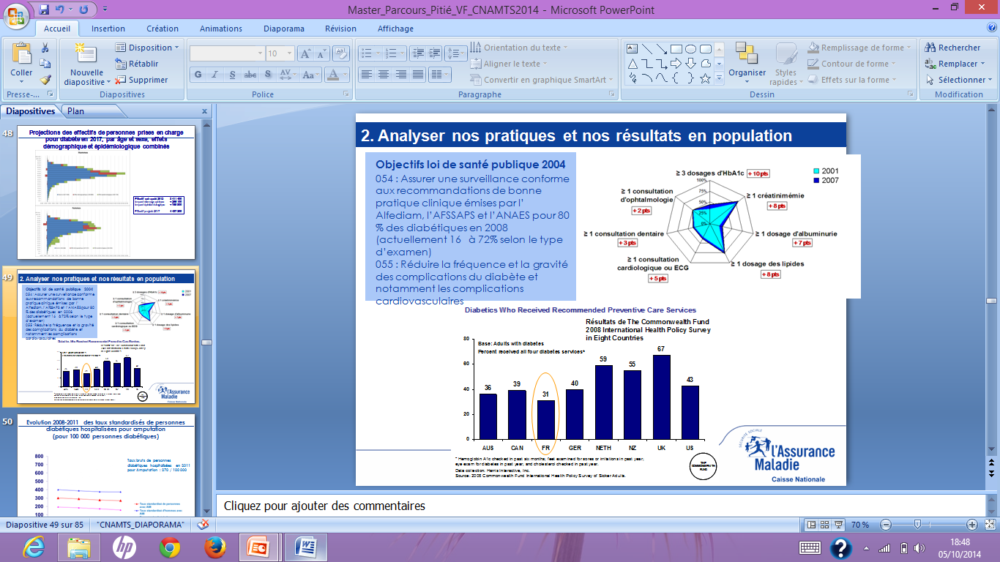 Master_Parcours_Pitié_VF_CNAMTS2014 - Microsoft PowerPoint
Accueil Insertion Création Animations Diaporama Révision Affichage
Coller
Nouvelle diapositive
Disposition
Rétablir
Supprimer
10
G I S abc S AV Aa A
Orientation du texte
Aligner le texte
Convertir en graphique SmartArt
Organiser
Styles rapides
Remplissage de forme
Contour de forme
Effets sur la forme
Rechercher
Remplacer
Sélectionner
Presse-... Diapositives Police Paragraphe Dessin Modification
Diapositives Plan x
48
Projections des effectifs de personnes prises en charge
pour diabète en 2017, par âge et sexe, effets
démographique et épidémiologique combinés
49
2. Analyser nos pratiques et nos résultats en population
50
Evolution 2008-2011 des taux standardisés de personnes
diabétiques hospitalisées pour amputation
(pour 100 000 personnes diabétiques)
800
700
600
500
400
300
200
100
Taux bruts de personnes
diabétiques hospitalisées en 2011
pour Amputation : 270 / 100 000
2. Analyser nos pratiques et nos résultats en population
Objectifs loi de santé publique 2004
054 : Assurer une surveillance conforme
aux recommandations de bonne
pratique clinique émises par l'
Alfediam, l'AFSSAPS et l'ANAES pour 80
% des diabétiques en 2008
(actuellement 16 à 72% selon le type
d'examen)
055 : Réduire la fréquence et la gravité
des complications du diabète et
notamment les complications
cardiovasculaires
≥ 3 dosages d'HbA1c + 10 pts
2001
2007
100%
75%
50%
25%
0%
≥ 1 créatinimémie
+ 8 pts
≥ 1 dosage d'albuminurie
+ 7 pts
≥ 1 dosage des lipides
+ 8 pts
≥ 1 consultation
cardiologique ou ECG
+ 5 pts
≥ 1 consultation dentaire
+ 3 pts
≥ 1 consultation
d'ophtalmologie
+ 2 pts
Diabetics Who Received Recommended Preventive Care Services
Résultats de The Commonwealth Fund
2008 International Health Policy Survey
in Eight Countries
Base: Adults with diabetes
Percent received all four diabetes services*
80
60
40
20
0
36 39 31 40 59 55 67 43
AUS CAN FR GER NETH NZ UK US
* Hemoglobin A1c checked in past six months, feet examined for sores or irritations in past year,
eye exam for diabetes in past year, and cholesterol checked in past year.
Data collection: Harris Interactive, Inc.
Source: 2008 Commonwealth Fund International Health Policy Survey of Sicker Adults.
THE
COMMONWEALTH
FUND
SÉCURITÉ SOCIALE
l'Assurance
Maladie
Caisse Nationale
Cliquez pour ajouter des commentaires
Diapositive 49 sur 85 "CNAMTS_DIAPORAMA" 70 %
18:48
05/10/2014